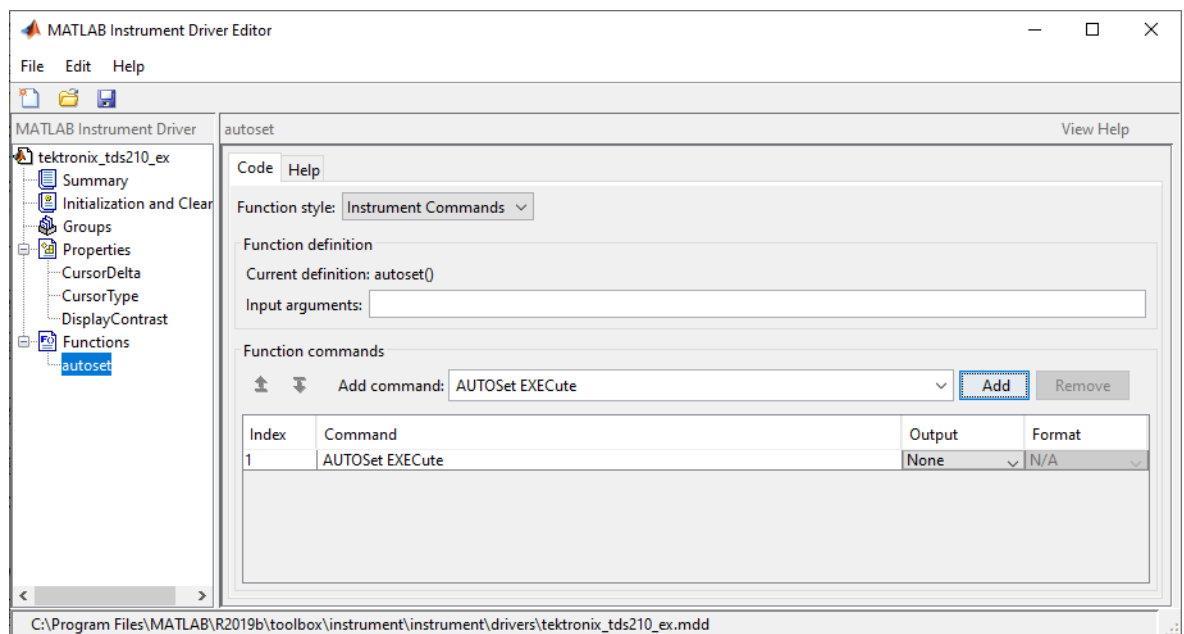 MATLAB Instrument Driver Editor
File Edit Help
MATLAB Instrument Driver
autoset View Help
tektronix_tds210_ex
Summary
Initialization and Clear
Groups
Properties
CursorDelta
CursorType
DisplayContrast
Functions
autoset
Code Help
Function style: Instrument Commands
Function definition
Current definition: autoset()
Input arguments:
Function commands
Add command: AUTOSet EXECute Add Remove
Index Command Output Format
1 AUTOSet EXECute None N/A
C:\Program Files\MATLAB\R2019b\toolbox\instrument\instrument\drivers\tektronix_tds210_ex.mdd